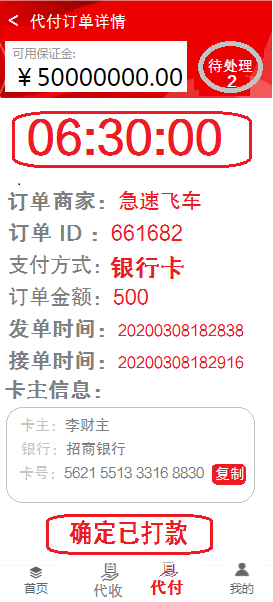 < 代付订单详情
可用保证金:
￥50000000.00
待处理
2
06:30:00
订单商家: 急速飞车
订单 ID : 661682
支付方式: 银行卡
订单金额: 500
发单时间: 20200308182838
接单时间: 20200308182916
卡主信息:
卡主: 李财主
银行: 招商银行
卡号: 5621 5513 3316 8830 复制
确定已打款
首页 代收 代付 我的